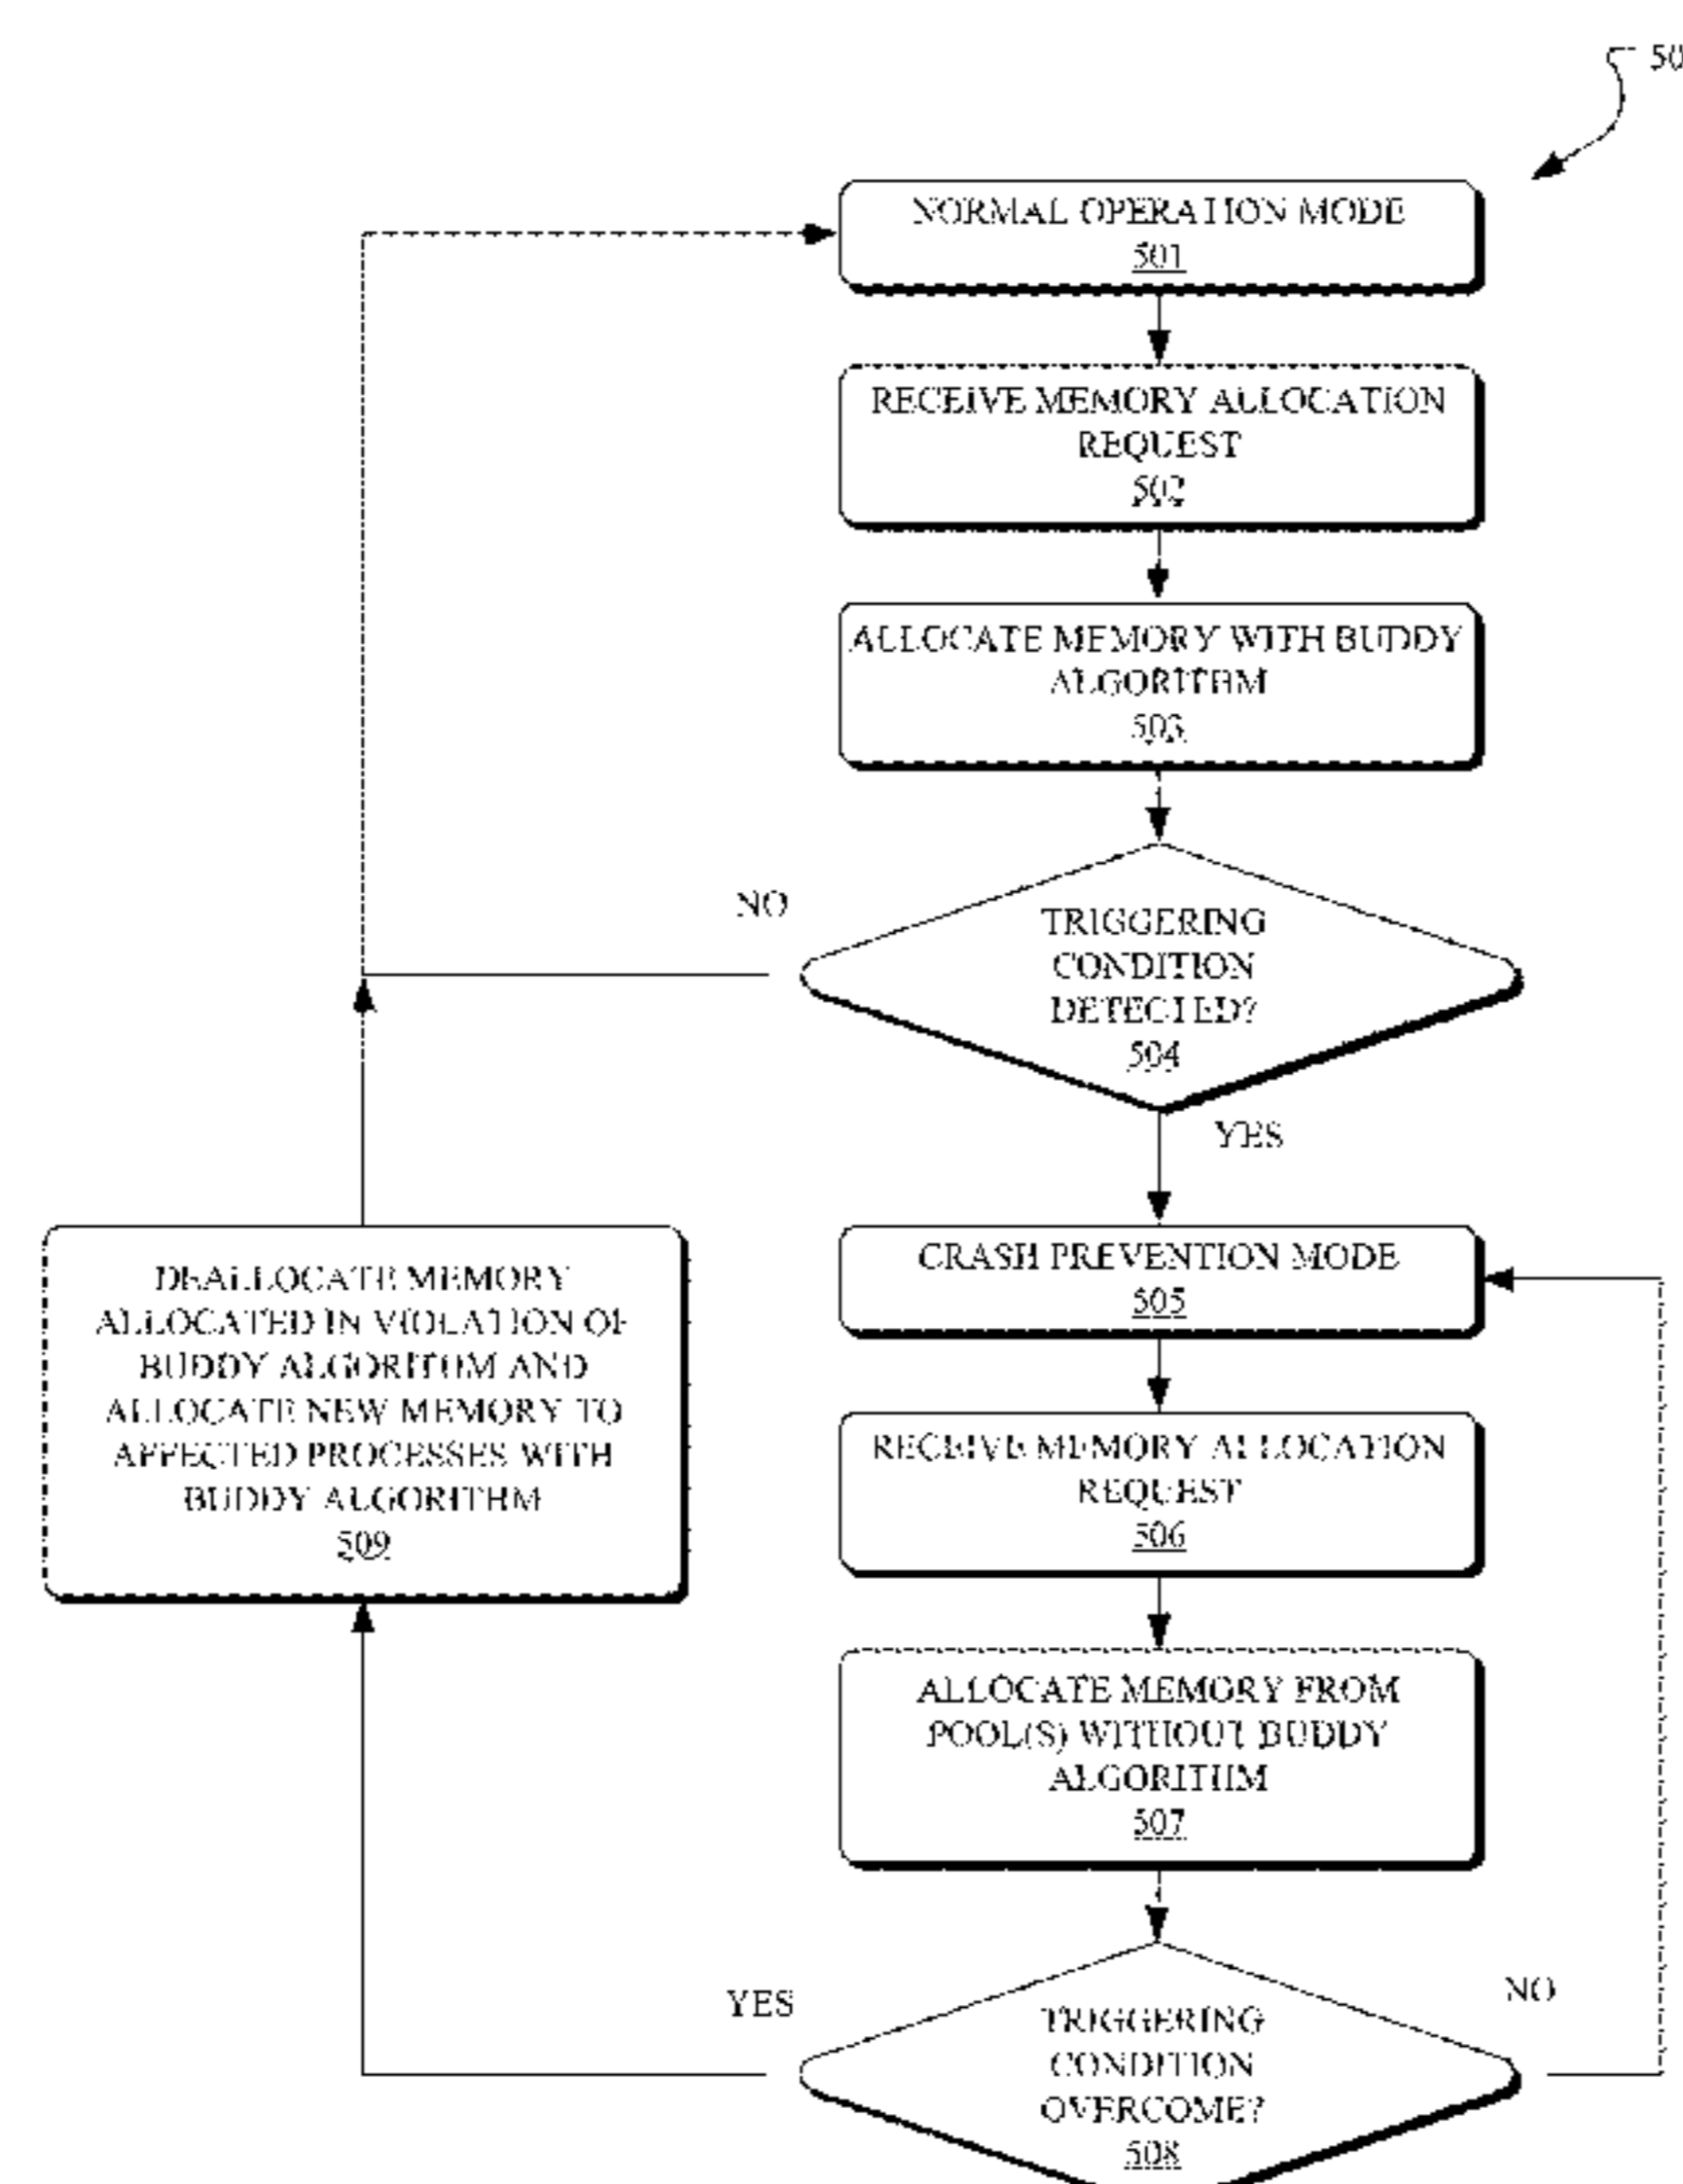 50
NORMAL OPERATION MODE
501
RECEIVE MEMORY ALLOCATION
REQUEST
502
ALLOCATE MEMORY WITH BUDDY
ALGORITHM
503
NO
TRIGGERING
CONDITION
DETECTED?
504
YES
CRASH PREVENTION MODE
505
DEALLOCATE MEMORY
ALLOCATED IN VIOLATION OF
BUDDY ALGORITHM AND
ALLOCATE NEW MEMORY TO
AFFECTED PROCESSES WITH
BUDDY ALGORITHM
509
RECEIVE MEMORY ALLOCATION
REQUEST
506
ALLOCATE MEMORY FROM
POOL(S) WITHOUT BUDDY
ALGORITHM
507
YES
NO
TRIGGERING
CONDITION
OVERCOME?
508